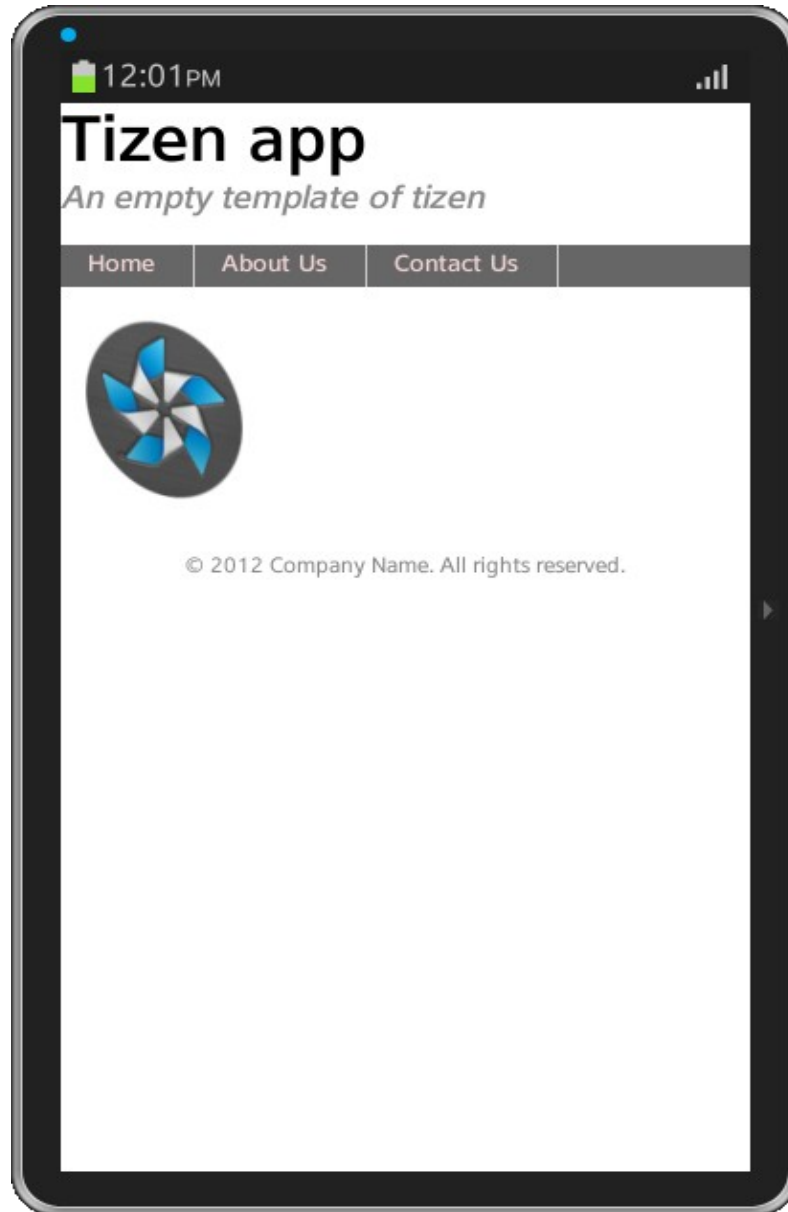 12:01PM
Tizen app
An empty template of tizen
Home About Us Contact Us
© 2012 Company Name. All rights reserved.